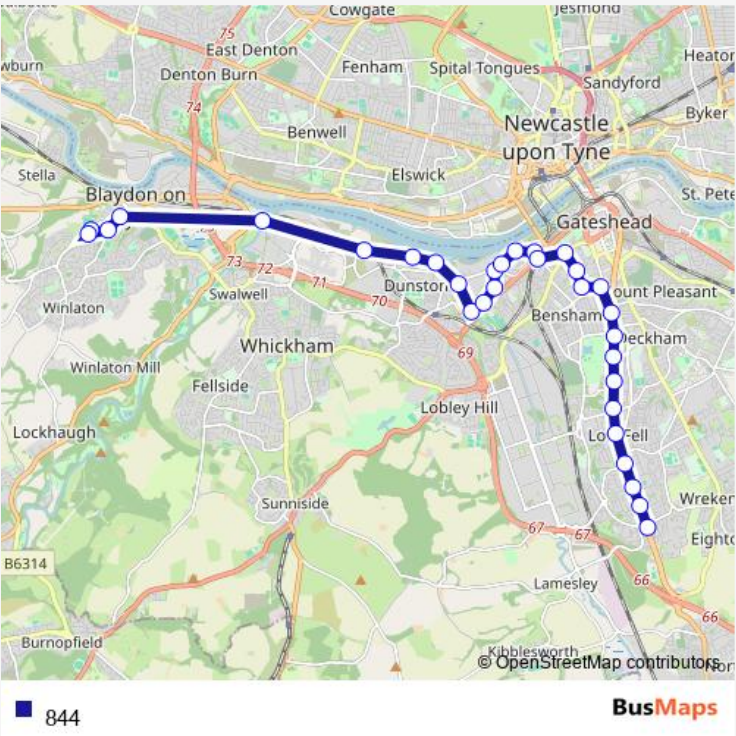 Cowgate
Jesmond
75
East Denton
Heaton
Fenham
Spital Tongues
Denton Burn
Sandyford
74
Byker
Newcastle
upon Tyne
Benwell
Stella
Elswick
Blaydon on
St. Pete
Gateshead
73
72
71
70
Dunston
Swalwell
ount Pleasant
Winlaton
Bensham
Deckham
Whickham
69
Winlaton Mill
Fellside
Lobley Hill
Lockhaugh
Lo Fell
Sunniside
Wreken
67
67
Eighto
B6314
Lamesley
66
66
Burnopfield
Kibblesworth
© OpenStreetMap contributors
844
BusMaps